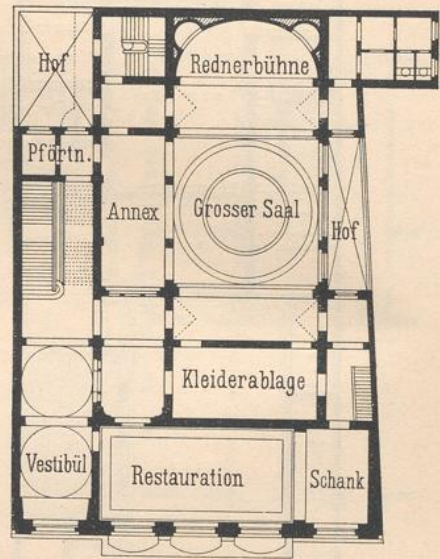 Hof
Rednerbühne
Pförtn.
Annex
Grosser Saal
Hof
Kleiderablage
Vestibül
Restauration
Schank